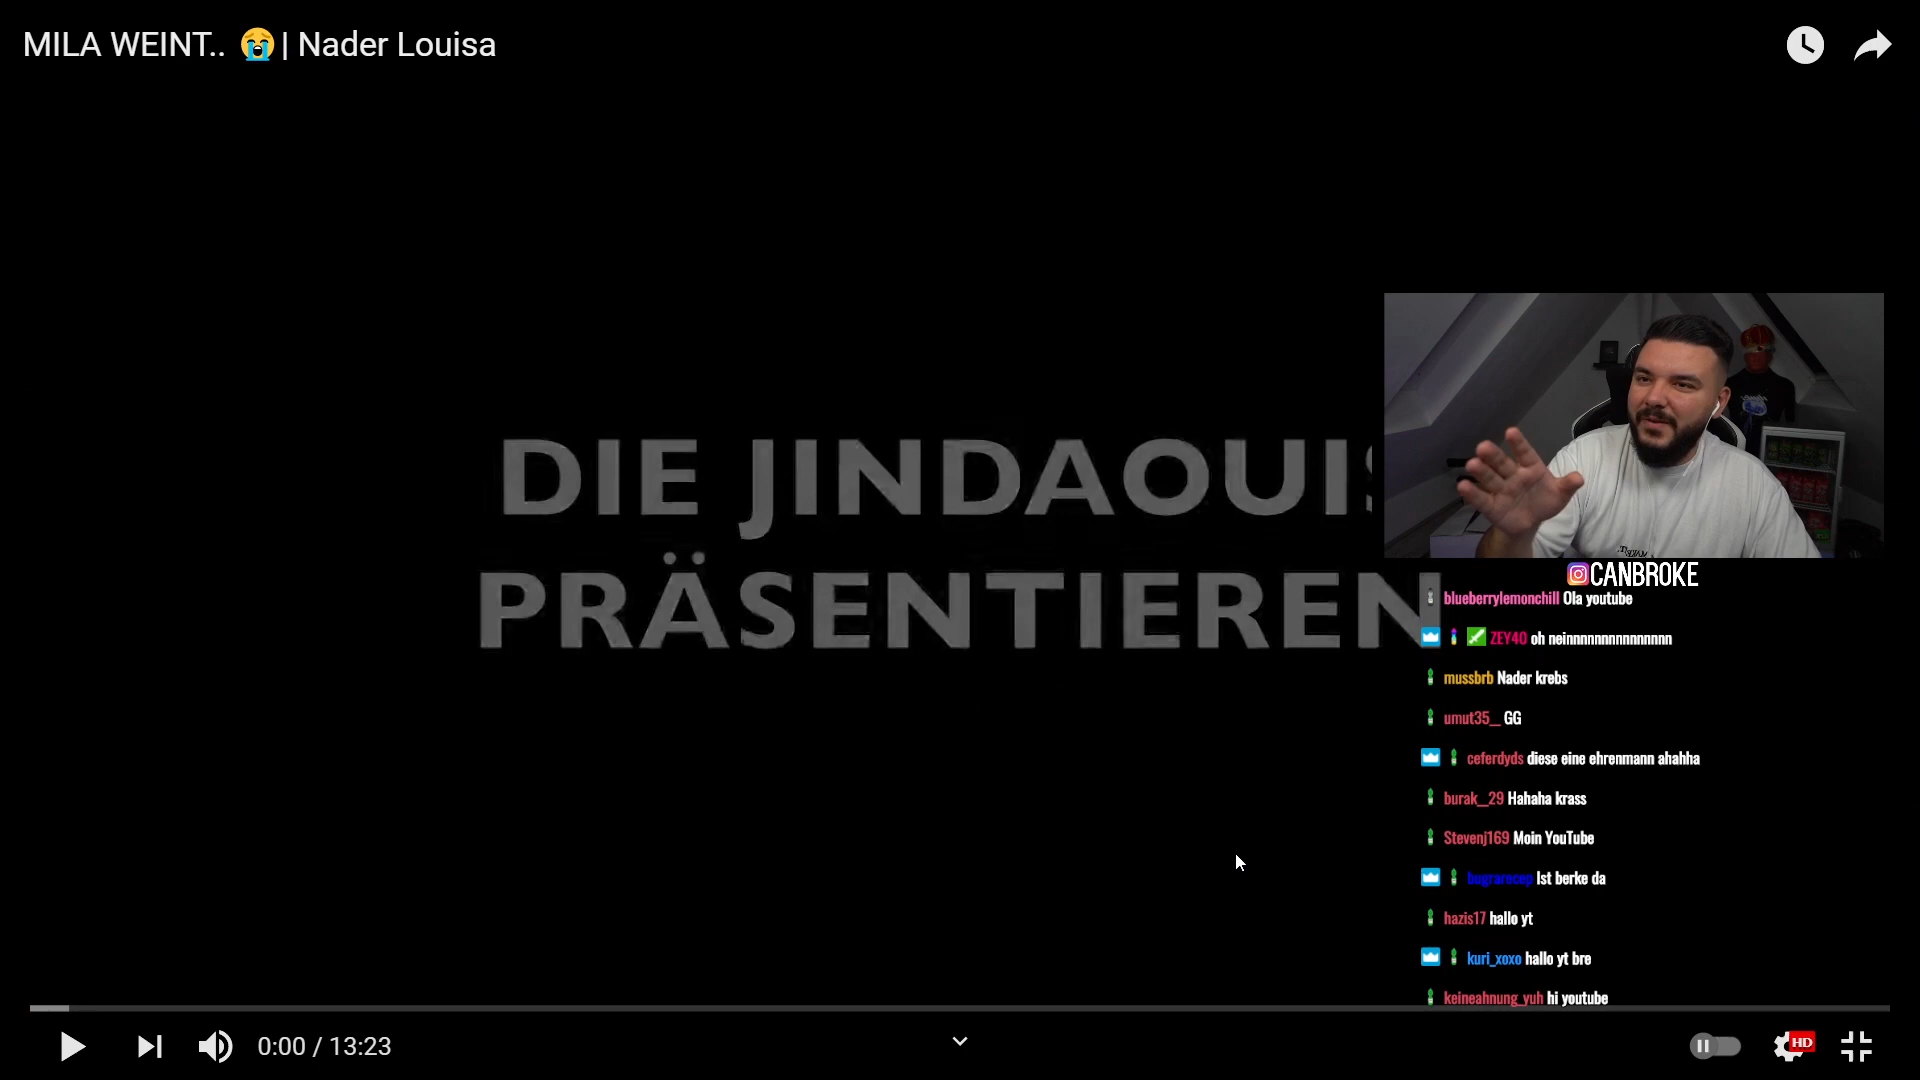 MILA WEINT.. 😭| Nader Louisa
DIE JINDAOUIS
PRÄSENTIEREN
CANBROKE
blueberrylemonchill Ola youtube
ZEY40 oh neinnnnnnnnnnnnnnn
mussbrb Nader krebs
umut35_ GG
ceferdyds diese eine ehrenmann ahahha
burak_29 Hahaha krass
Stevenj169 Moin YouTube
bugrarecep Ist berke da
hazis17 hallo yt
kuri_xoxo hallo yt bre
keineahnung_yuh hi youtube
0:00 / 13:23
HD